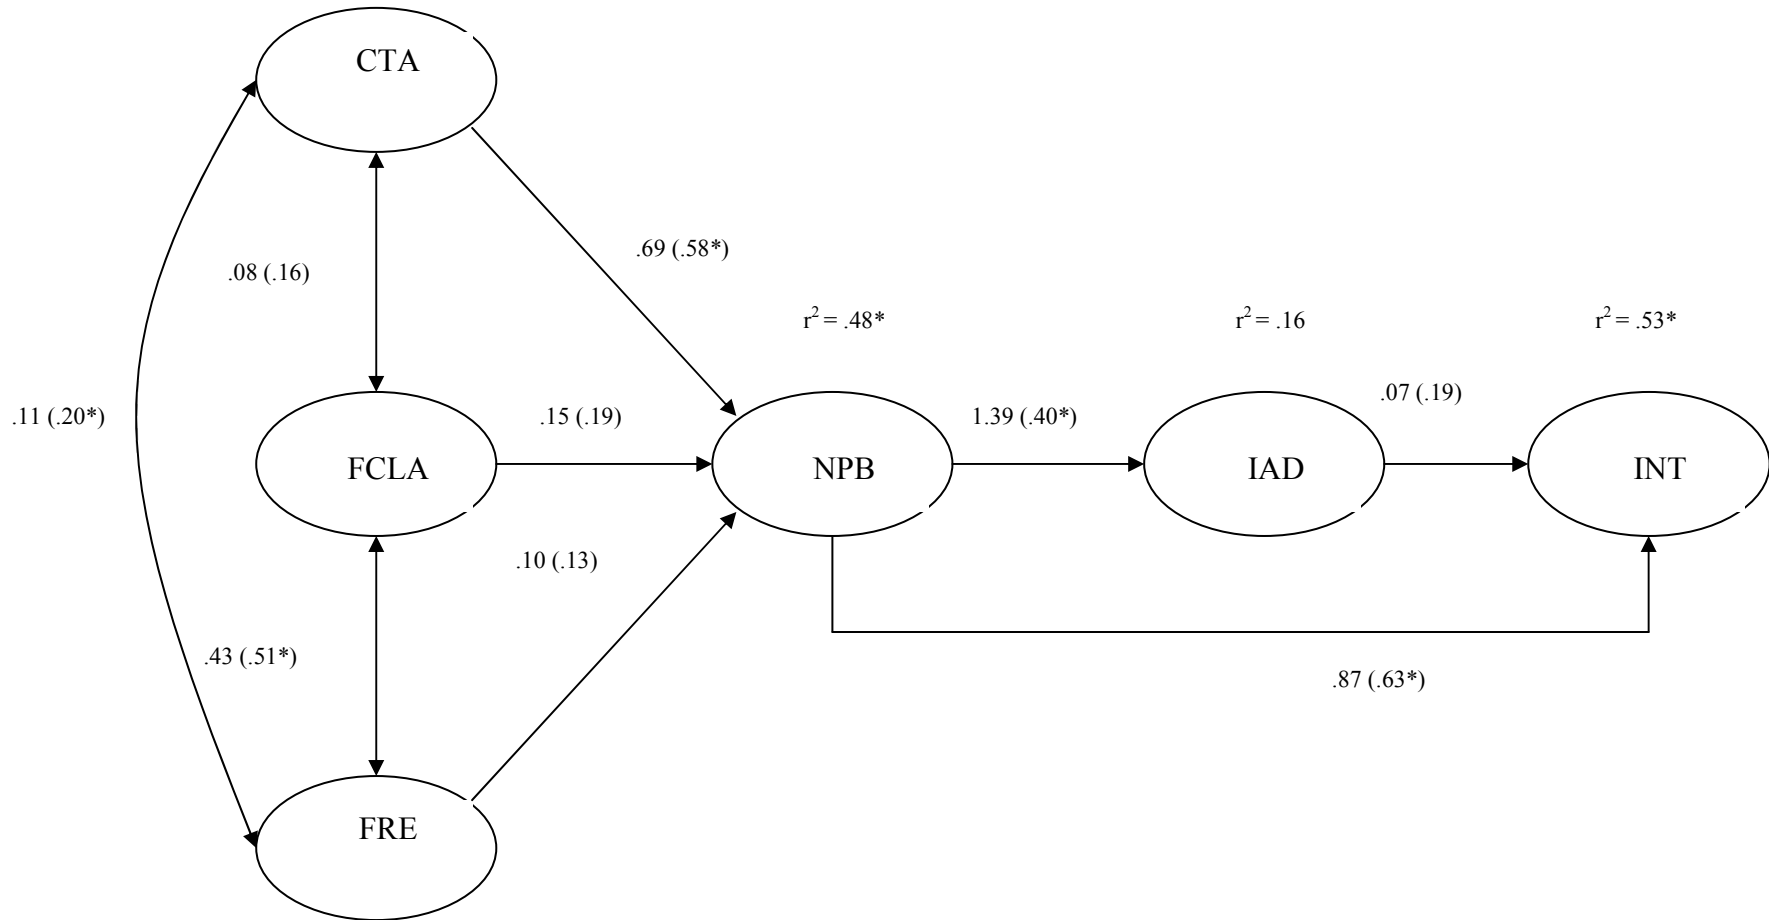 CTA
.69 (.58*)
.08 (.16)
r² = .48*
r² = .16
r² = .53*
.07 (.19)
.11 (.20*)
.15 (.19)
1.39 (.40*)
FCLA
NPB
IAD
INT
.10 (.13)
.43 (.51*)
.87 (.63*)
FRE